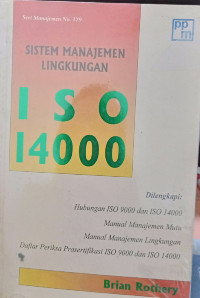 Seri Manajemen No. 179
pp
m
SISTEM MANAJEMEN
LINGKUNGAN
ISO
14000
Dilengkapi:
Hubungan ISO 9000 dan ISO 14000
Manual Manajemen Mutu
Manual Manajemen Lingkungan
Daftar Periksa Prasertifikasi ISO 9000 dan ISO 14000
Brian Rothery